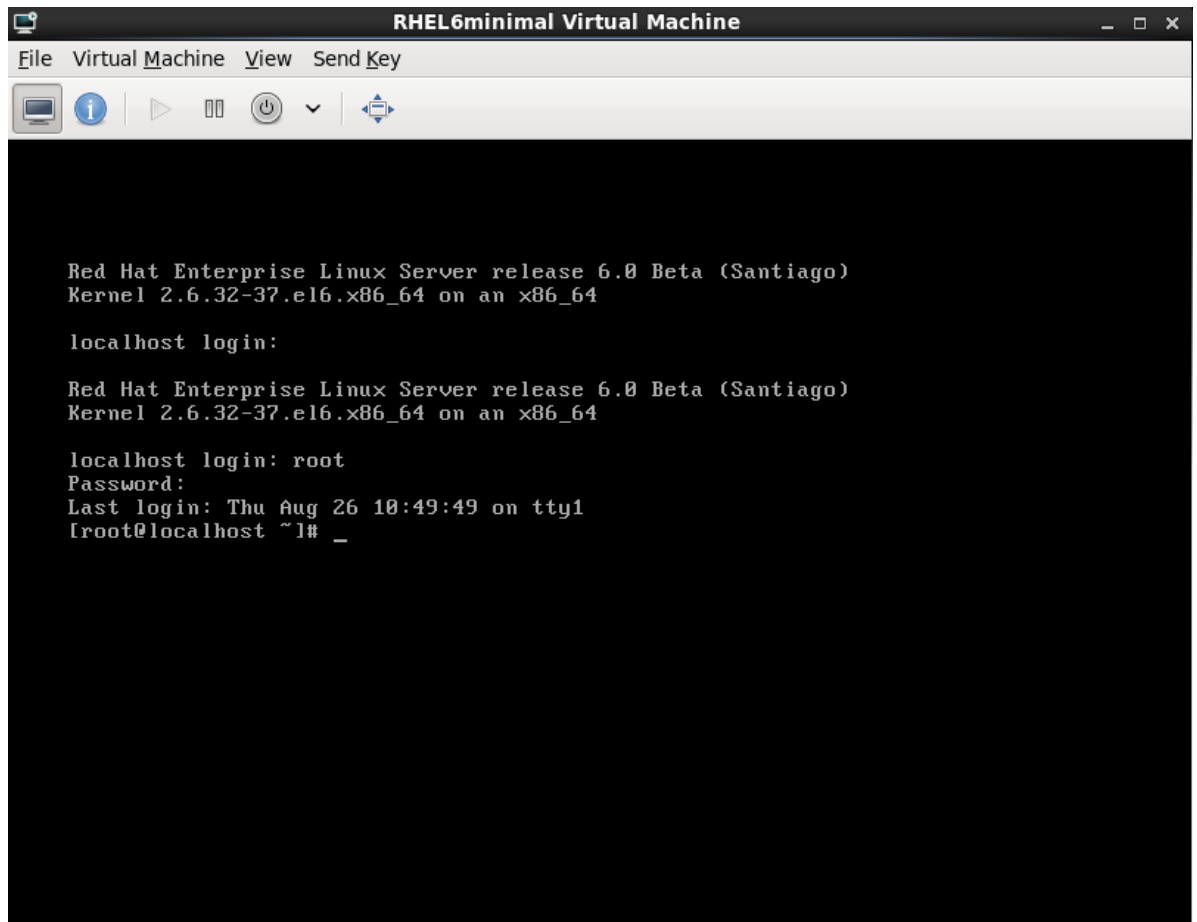 RHEL6minimal Virtual Machine
File Virtual Machine View Send Key
Red Hat Enterprise Linux Server release 6.0 Beta (Santiago)
Kernel 2.6.32-37.el6.x86_64 on an x86_64
localhost login:
Red Hat Enterprise Linux Server release 6.0 Beta (Santiago)
Kernel 2.6.32-37.el6.x86_64 on an x86_64
localhost login: root
Password:
Last login: Thu Aug 26 10:49:49 on tty1
[root@localhost ~]# _